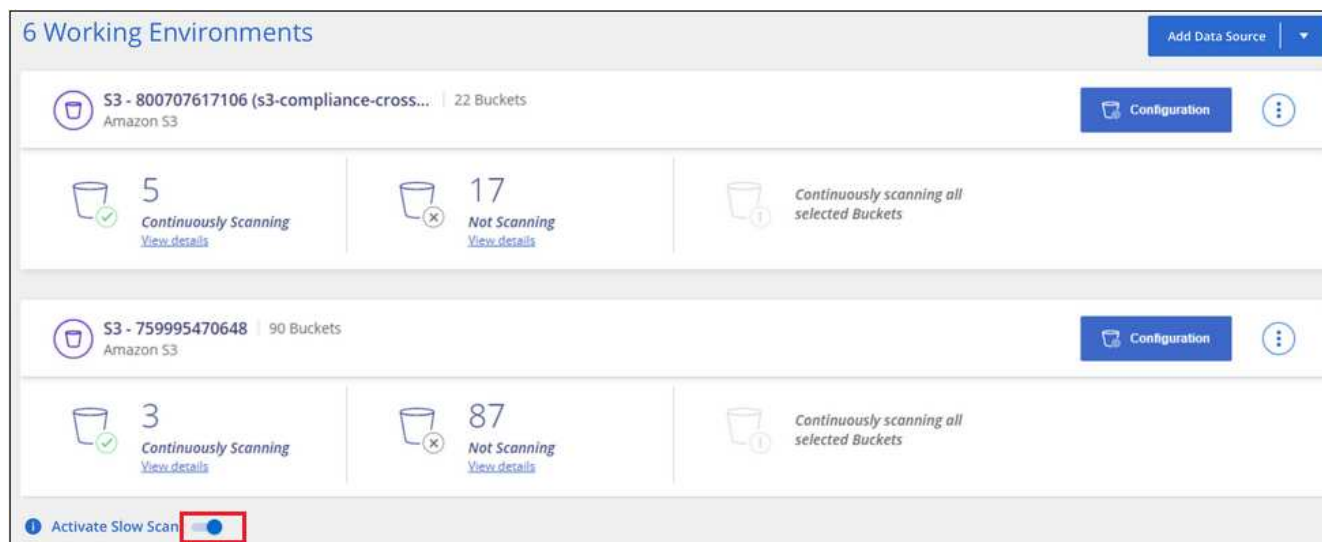 6 Working Environments
Add Data Source
S3 - 800707617106 (s3-compliance-cross... | 22 Buckets
Amazon S3
Configuration
5
Continuously Scanning
View details
17
Not Scanning
View details
Continuously scanning all
selected Buckets
S3 - 759995470648 | 90 Buckets
Amazon S3
Configuration
3
Continuously Scanning
View details
87
Not Scanning
View details
Continuously scanning all
selected Buckets
Activate Slow Scan